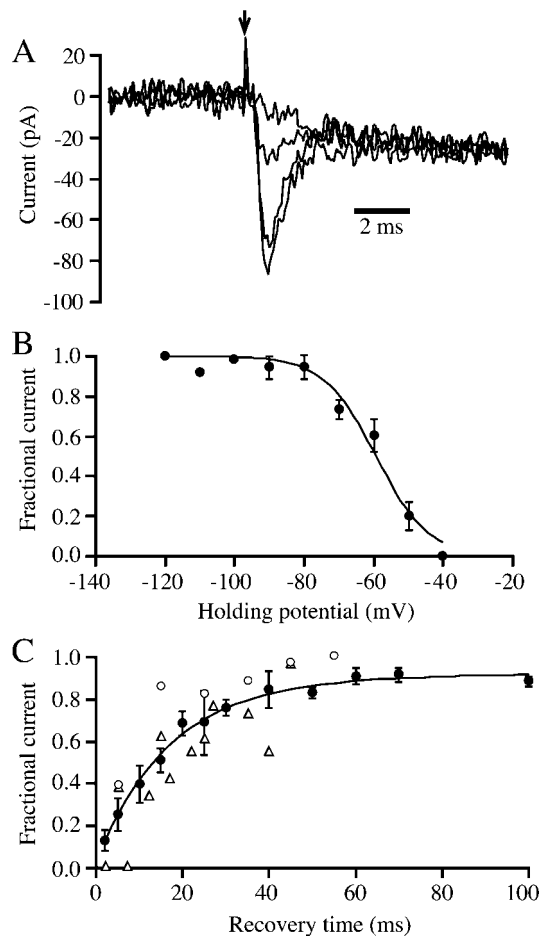 A
20
0
-20
-40
-60
-80
-100
Current (pA)
2 ms
B
1.0
0.8
0.6
0.4
0.2
0.0
Fractional current
-140 -120 -100 -80 -60 -40 -20
Holding potential (mV)
C
1.0
0.8
0.6
0.4
0.2
0.0
Fractional current
0 20 40 60 80 100
Recovery time (ms)